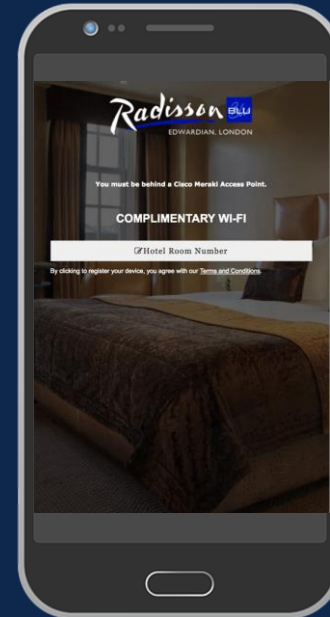 Radisson BLU
EDWARDIAN, LONDON
You must be behind a Cisco Meraki Access Point.
COMPLIMENTARY WI-FI
Hotel Room Number
By clicking to register your device, you agree with our Terms and Conditions.